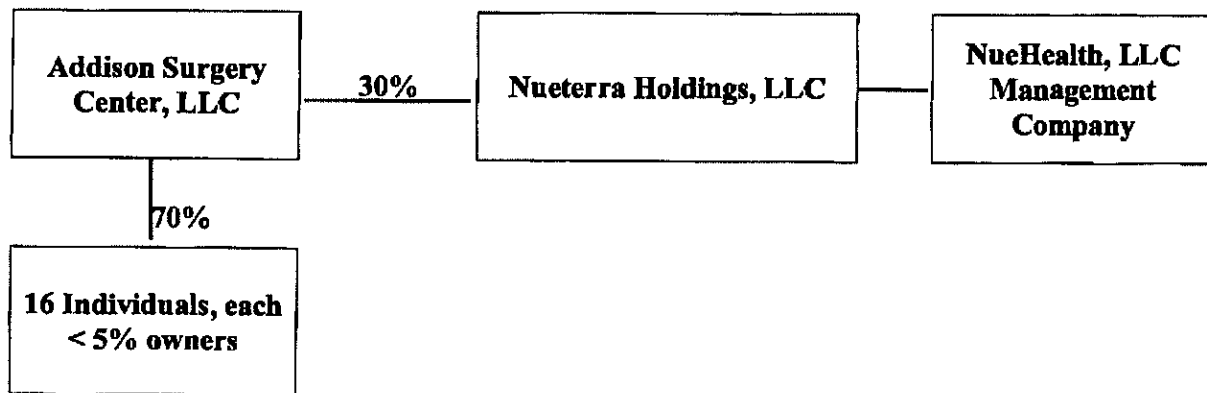 Addison Surgery
Center, LLC
30%
Nueterra Holdings, LLC
NueHealth, LLC
Management
Company
70%
16 Individuals, each
< 5% owners